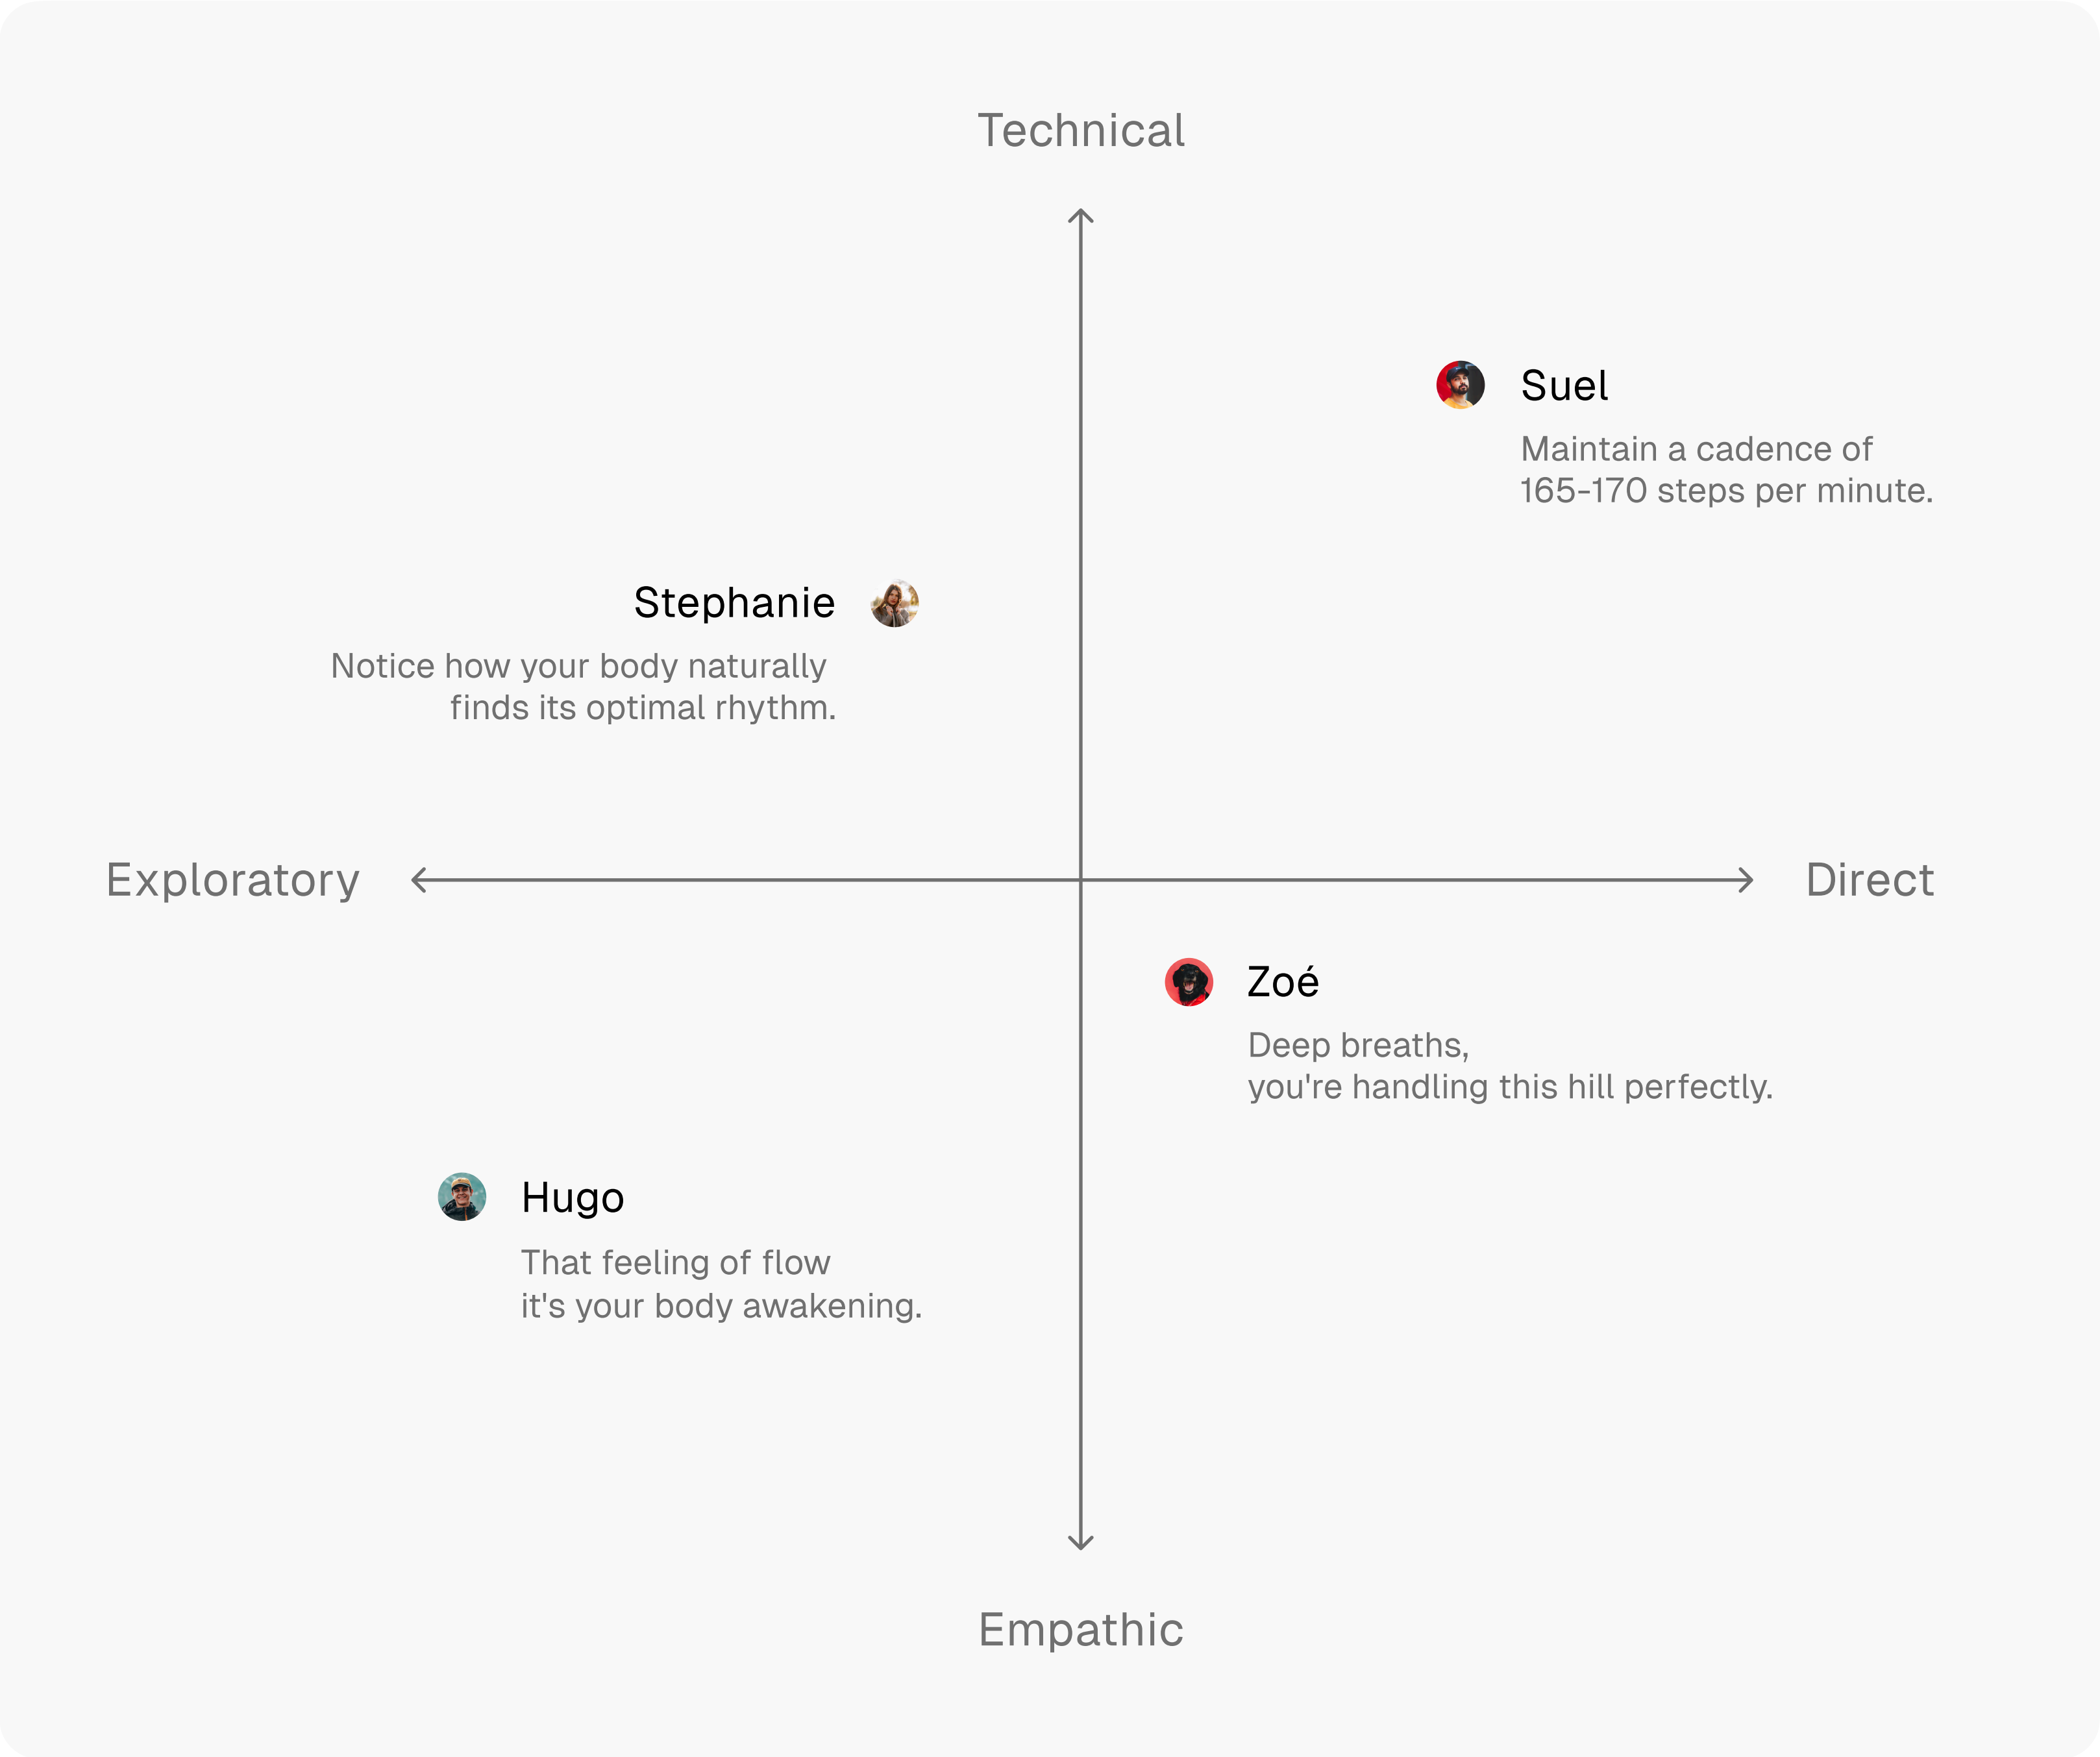 Technical
Suel
Maintain a cadence of
165-170 steps per minute.
Stephanie
Notice how your body naturally
finds its optimal rhythm.
Exploratory
Direct
Zoé
Deep breaths,
you're handling this hill perfectly.
Hugo
That feeling of flow
it's your body awakening.
Empathic